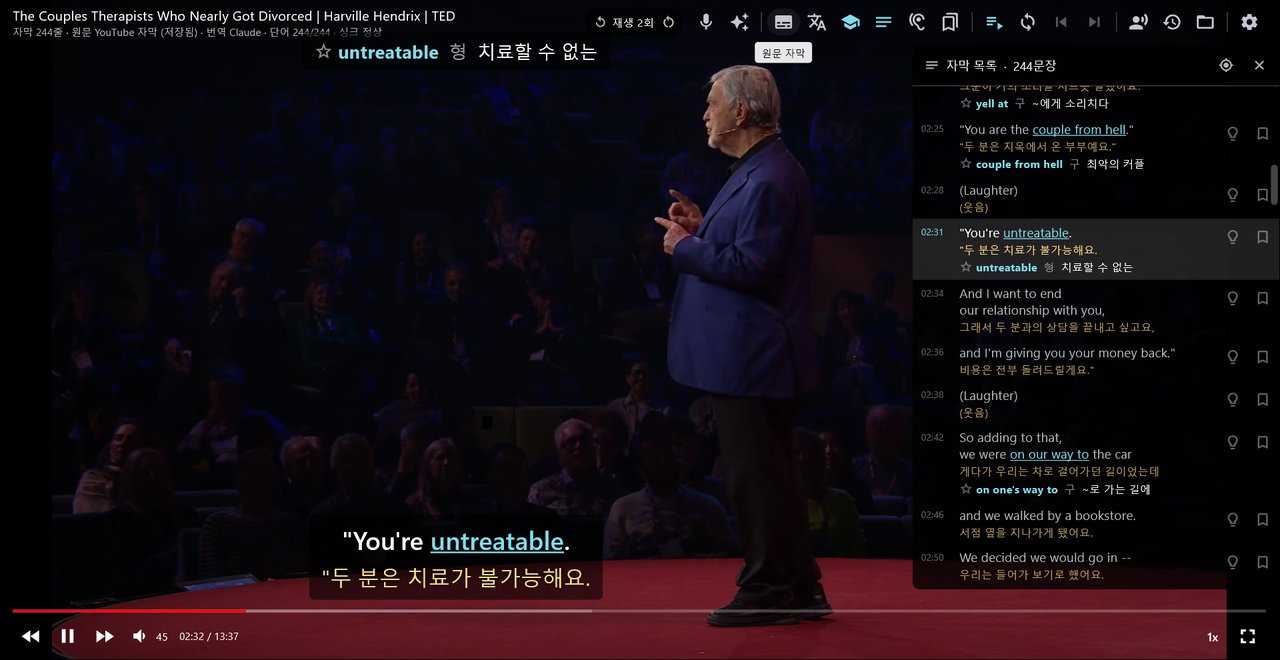 The Couples Therapists Who Nearly Got Divorced | Harville Hendrix | TED
자막 244줄 · 원문 YouTube 자막 (저장됨) · 번역 Claude · 단어 244/244 · 싱크 정상
재생 2회
원문 자막
☆ untreatable 형 치료할 수 없는
자막 목록 · 244문장
☆ yell at 구 ~에게 소리치다
02:25 "You are the couple from hell."
"두 분은 지옥에서 온 부부예요."
☆ couple from hell 구 최악의 커플
02:28 (Laughter)
(웃음)
02:31 "You're untreatable.
"두 분은 치료가 불가능해요.
☆ untreatable 형 치료할 수 없는
02:34 And I want to end
our relationship with you,
그래서 두 분과의 상담을 끝내고 싶고요,
02:36 and I'm giving you your money back."
비용은 전부 돌려드릴게요."
02:38 (Laughter)
(웃음)
02:42 So adding to that,
we were on our way to the car
게다가 우리는 차로 걸어가던 길이었는데
☆ on one's way to 구 ~로 가는 길에
02:46 and we walked by a bookstore.
서점 옆을 지나가게 됐어요.
02:50 We decided we would go in --
우리는 들어가 보기로 했어요.
"You're untreatable.
"두 분은 치료가 불가능해요.
45 02:32 / 13:37
1x